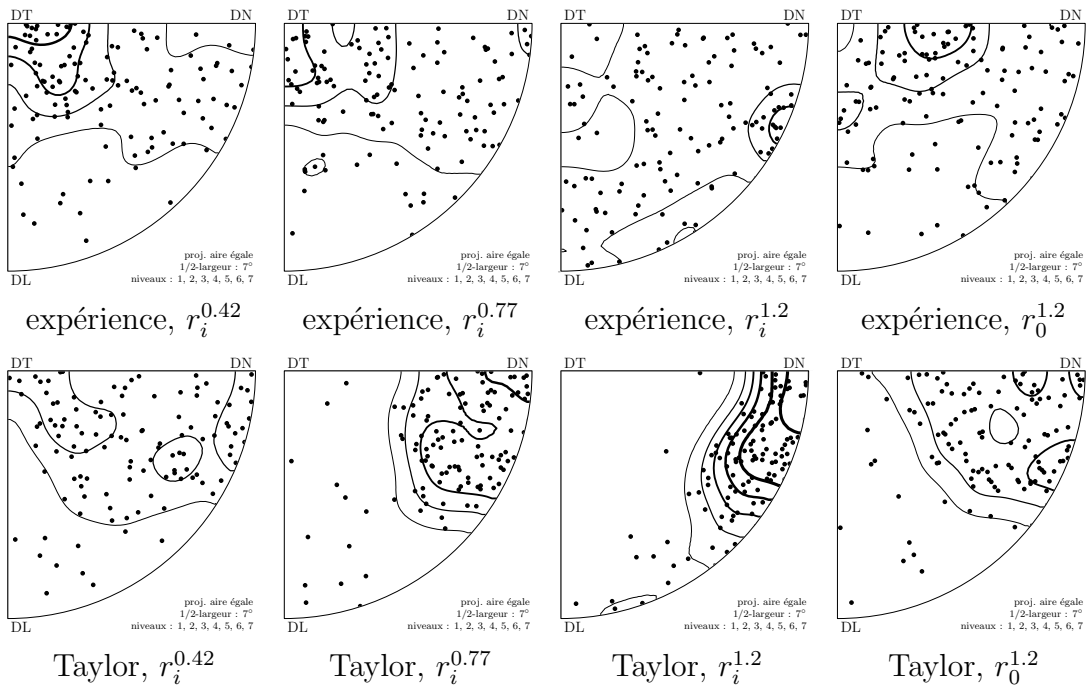 DT DN DT DN DT DN DT DN
proj. aire égale proj. aire égale proj. aire égale proj. aire égale
1/2-largeur : 7° 1/2-largeur : 7° 1/2-largeur : 7° 1/2-largeur : 7°
DL niveaux : 1, 2, 3, 4, 5, 6, 7 DL niveaux : 1, 2, 3, 4, 5, 6, 7 DL niveaux : 1, 2, 3, 4, 5, 6, 7 DL niveaux : 1, 2, 3, 4, 5, 6, 7
expérience, $r_i^{0.42}$ expérience, $r_i^{0.77}$ expérience, $r_i^{1.2}$ expérience, $r_0^{1.2}$
DT DN DT DN DT DN DT DN
proj. aire égale proj. aire égale proj. aire égale proj. aire égale
1/2-largeur : 7° 1/2-largeur : 7° 1/2-largeur : 7° 1/2-largeur : 7°
DL niveaux : 1, 2, 3, 4, 5, 6, 7 DL niveaux : 1, 2, 3, 4, 5, 6, 7 DL niveaux : 1, 2, 3, 4, 5, 6, 7 DL niveaux : 1, 2, 3, 4, 5, 6, 7
Taylor, $r_i^{0.42}$ Taylor, $r_i^{0.77}$ Taylor, $r_i^{1.2}$ Taylor, $r_0^{1.2}$